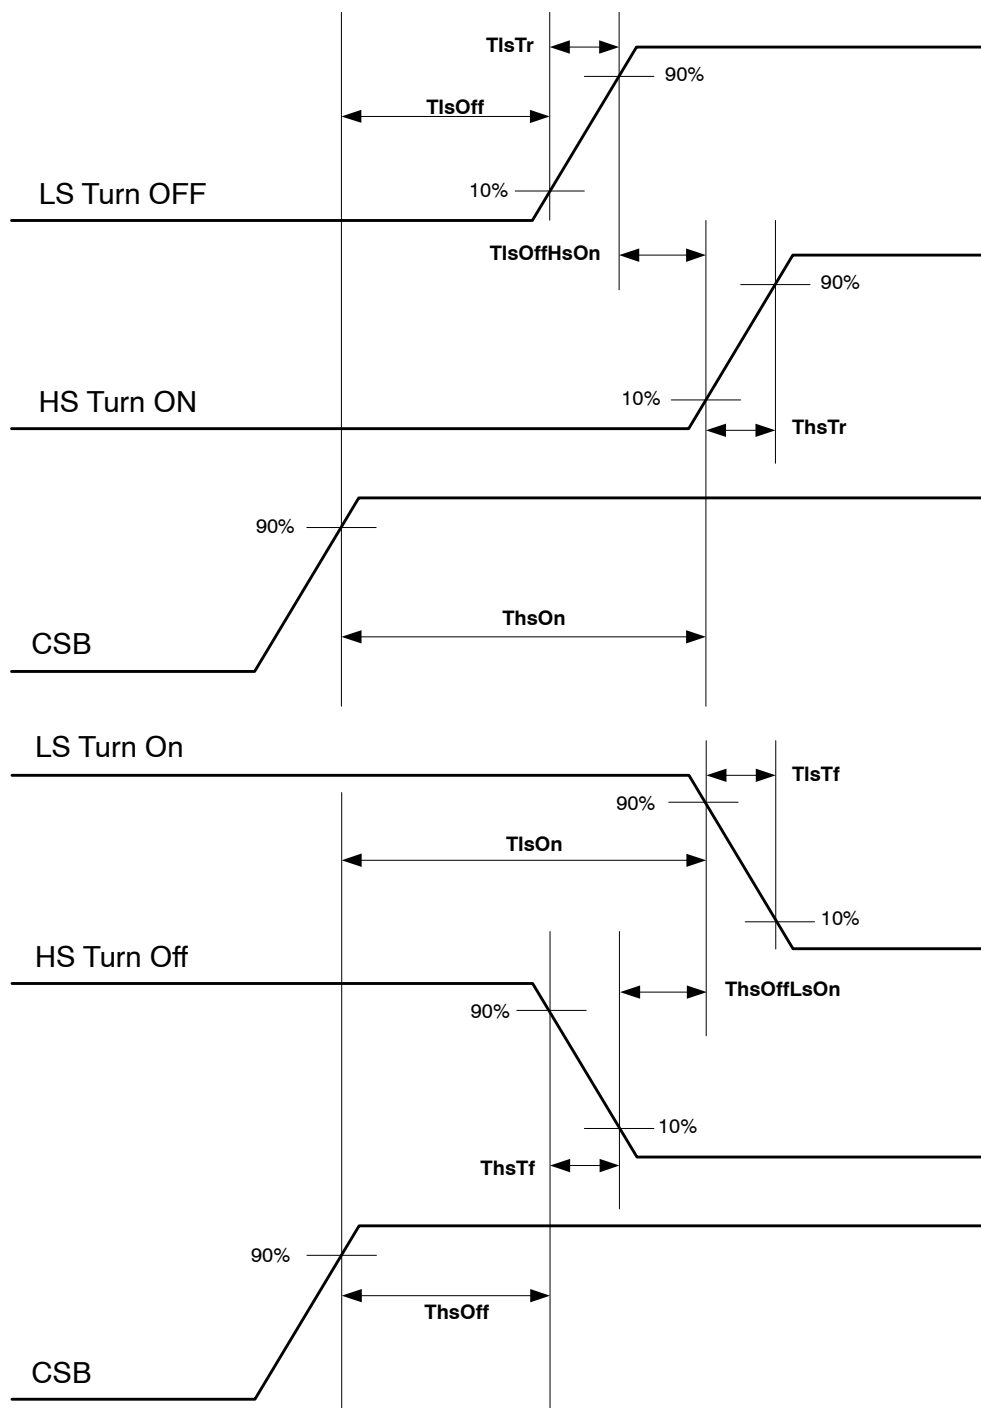 TlsTr
90%
TlsOff
LS Turn OFF
10%
TlsOffHsOn
90%
HS Turn ON
10%
ThsTr
90%
ThsOn
CSB
LS Turn On
TlsTf
90%
TlsOn
10%
HS Turn Off
ThsOffLsOn
90%
10%
ThsTf
90%
ThsOff
CSB